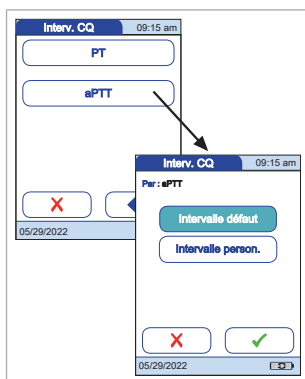 Interv. CQ 09:15 am
PT
aPTT
05/29/2022
Interv. CQ 09:15 am
Par : aPTT
Intervalle défaut
Intervalle person.
05/29/2022